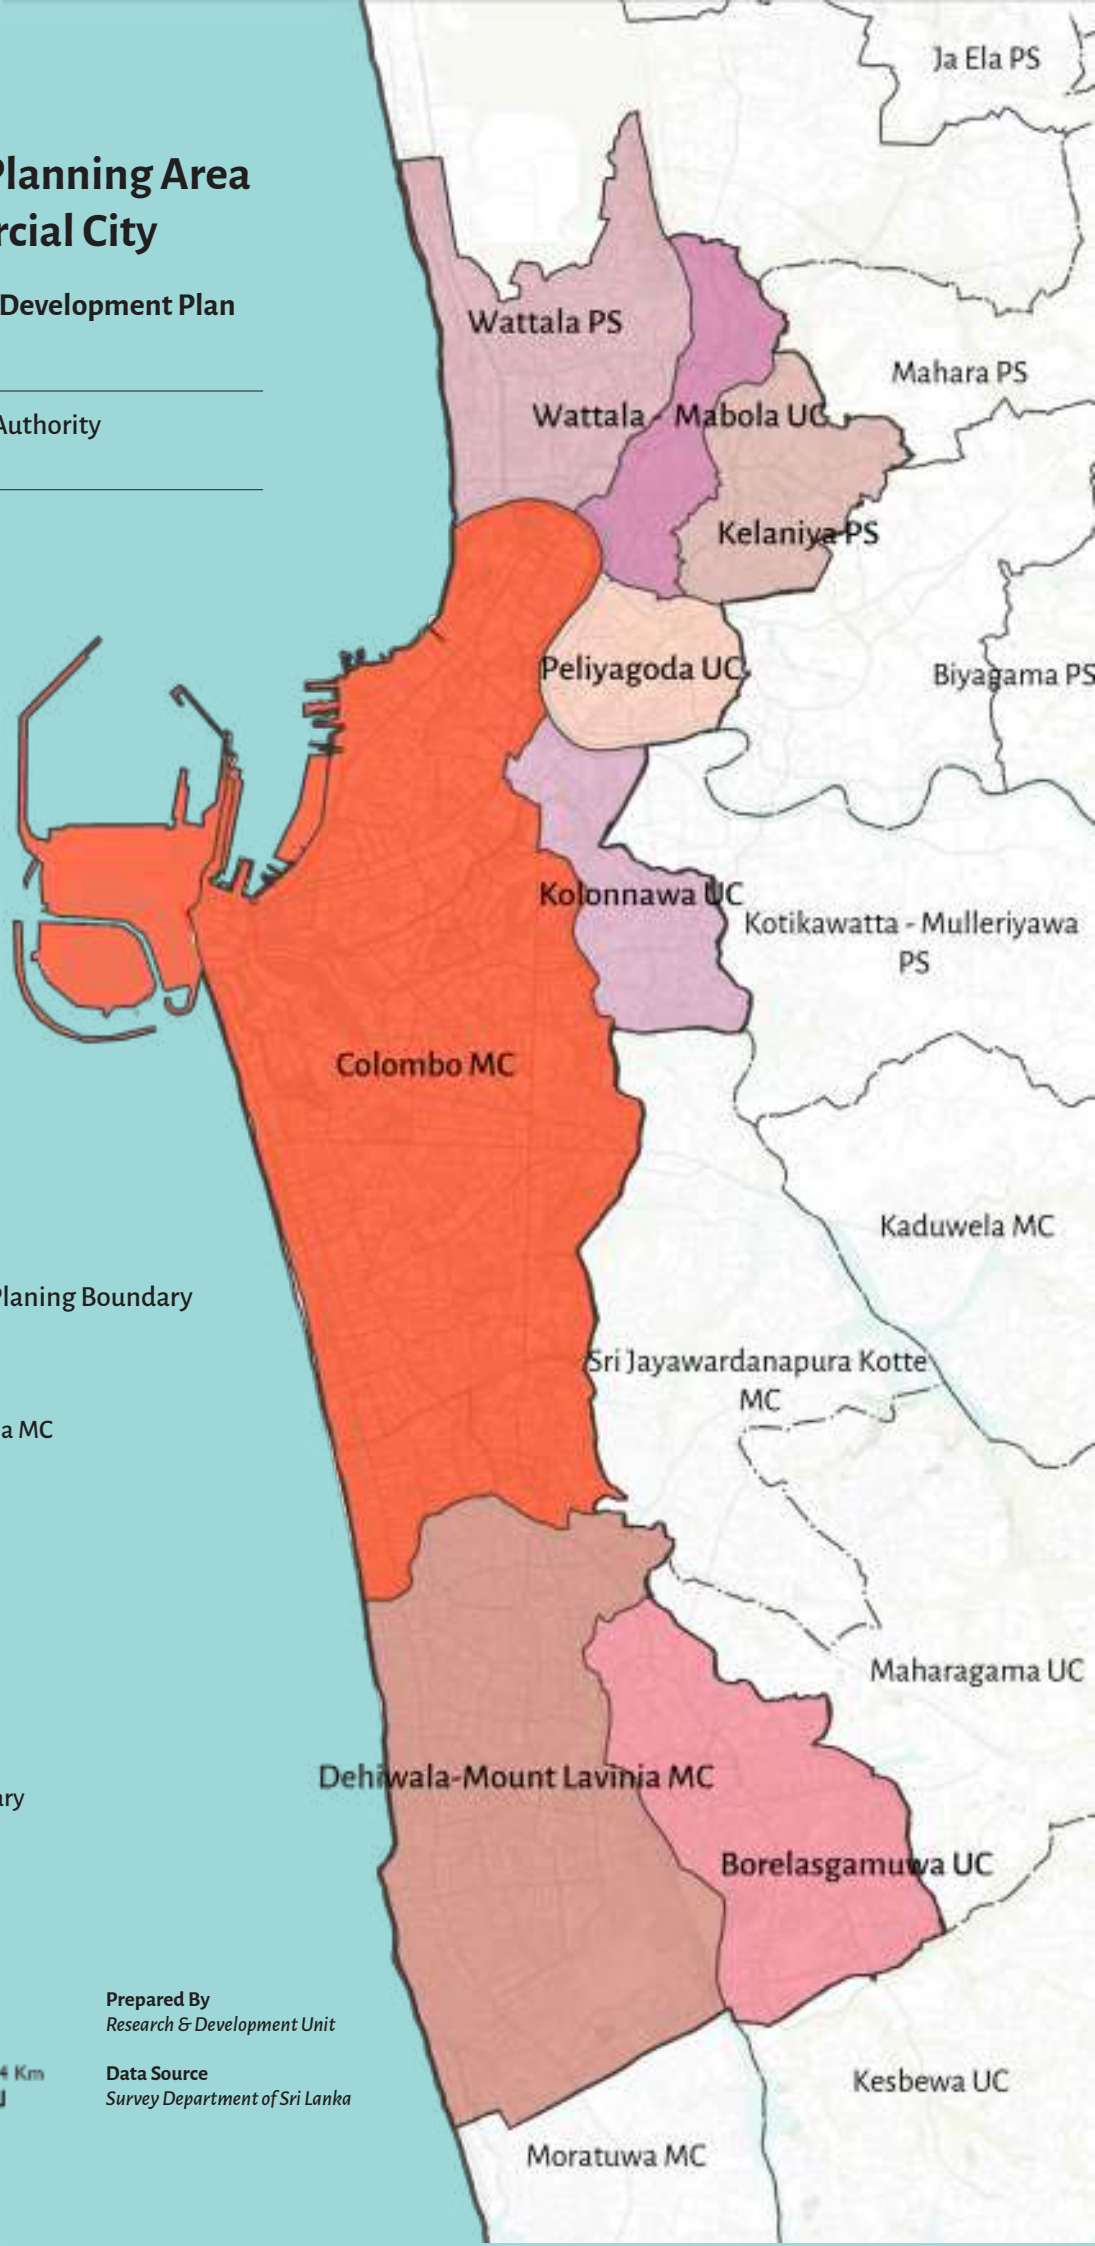 Planning Area
rcial City
Development Plan
Authority
Planing Boundary
a MC
ary
4 Km
Prepared By
Research & Development Unit
Data Source
Survey Department of Sri Lanka
Ja Ela PS
Wattala PS
Mahara PS
Wattala - Mabola UC
Kelaniya PS
Peliyagoda UC
Biyagama PS
Kolonnawa UC
Kotikawatta - Mulleriyawa
PS
Colombo MC
Kaduwela MC
Sri Jayawardanapura Kotte
MC
Maharagama UC
Dehiwala-Mount Lavinia MC
Borelasgamuwa UC
Kesbewa UC
Moratuwa MC